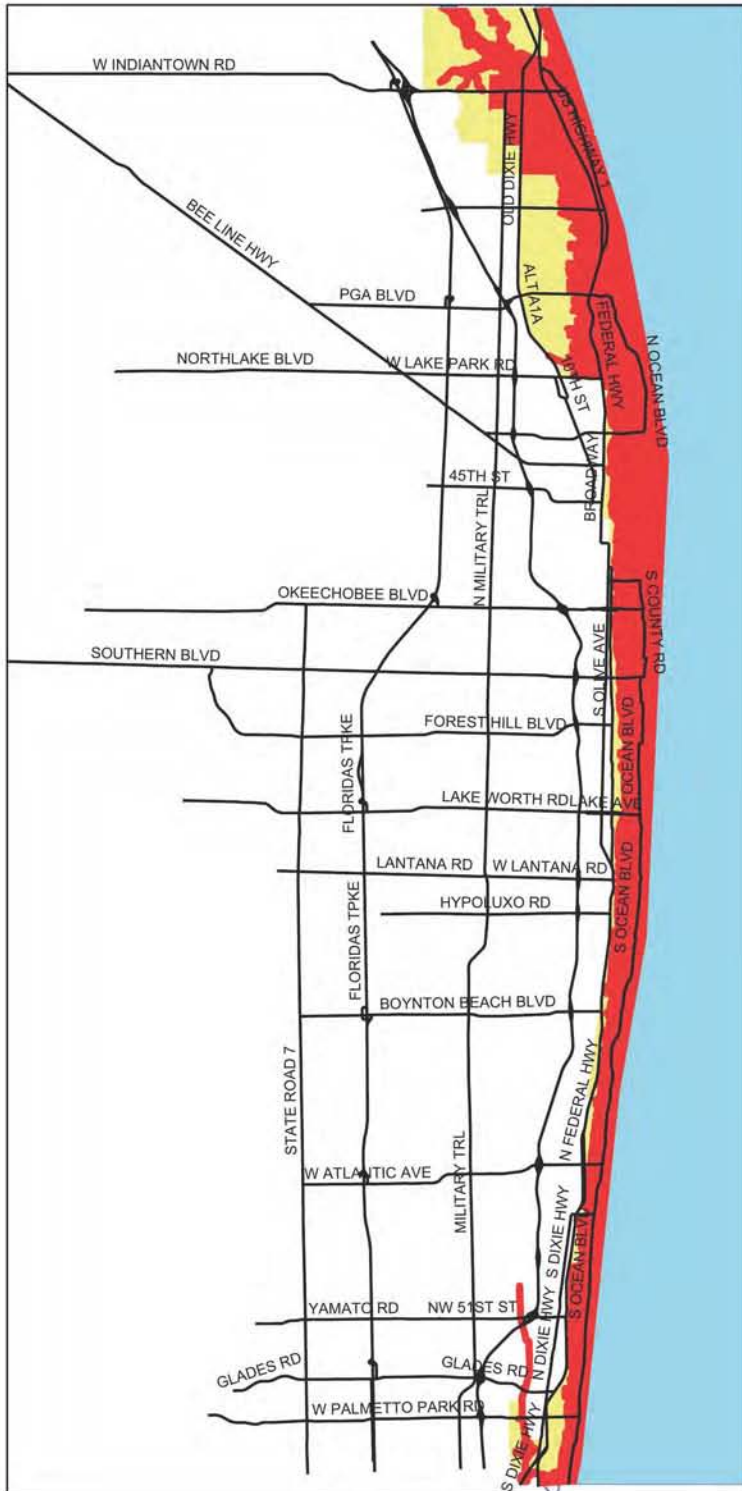 W INDIANTOWN RD
US HIGHWAY 1
OLD DIXIE HWY
BEE LINE HWY
ALT A1A
PGA BLVD
FEDERAL HWY
N OCEAN BLVD
NORTHLAKE BLVD
W LAKE PARK RD
10TH ST
BROADWAY
45TH ST
N MILITARY TRL
OKEECHOBEE BLVD
S COUNTY RD
SOUTHERN BLVD
S OLIVE AVE
FOREST HILL BLVD
S OCEAN BLVD
FLORIDAS TPKE
LAKE WORTH RD
LAKE AVE
LANTANA RD
W LANTANA RD
S OCEAN BLVD
HYPOLUXO RD
FLORIDAS TPKE
BOYNTON BEACH BLVD
STATE ROAD 7
N FEDERAL HWY
MILITARY TRL
W ATLANTIC AVE
S DIXIE HWY
S OCEAN BLVD
YAMATO RD
NW 51ST ST
N DIXIE HWY
GLADES RD
GLADES RD
W PALMETTO PARK RD
S DIXIE HWY